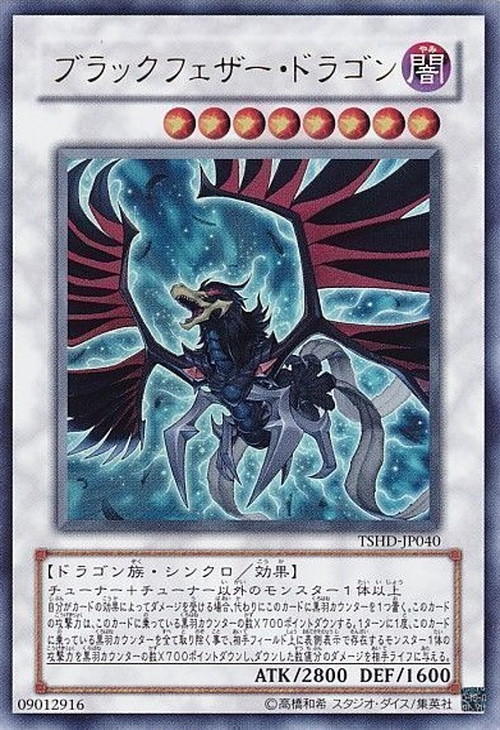 ブラックフェザー・ドラゴン
闇
やみ
TSHD-JP040
【ドラゴン族・シンクロ／効果】
チューナー＋チューナー以外のモンスター１体以上
自分がカードの効果によってダメージを受ける場合、代わりにこのカードに黒羽カウンターを１つ置く。このカード
の攻撃力は、このカードに乗っている黒羽カウンターの数×７００ポイントダウンする。１ターンに１度、このカード
に乗っている黒羽カウンターを全て取り除く事で、相手フィールド上に表側表示で存在するモンスター１体の
攻撃力を黒羽カウンターの数×７００ポイントダウンし、ダウンした数値分のダメージを相手ライフに与える。
ATK/2800 DEF/1600
09012916
©高橋和希 スタジオ・ダイス/集英社